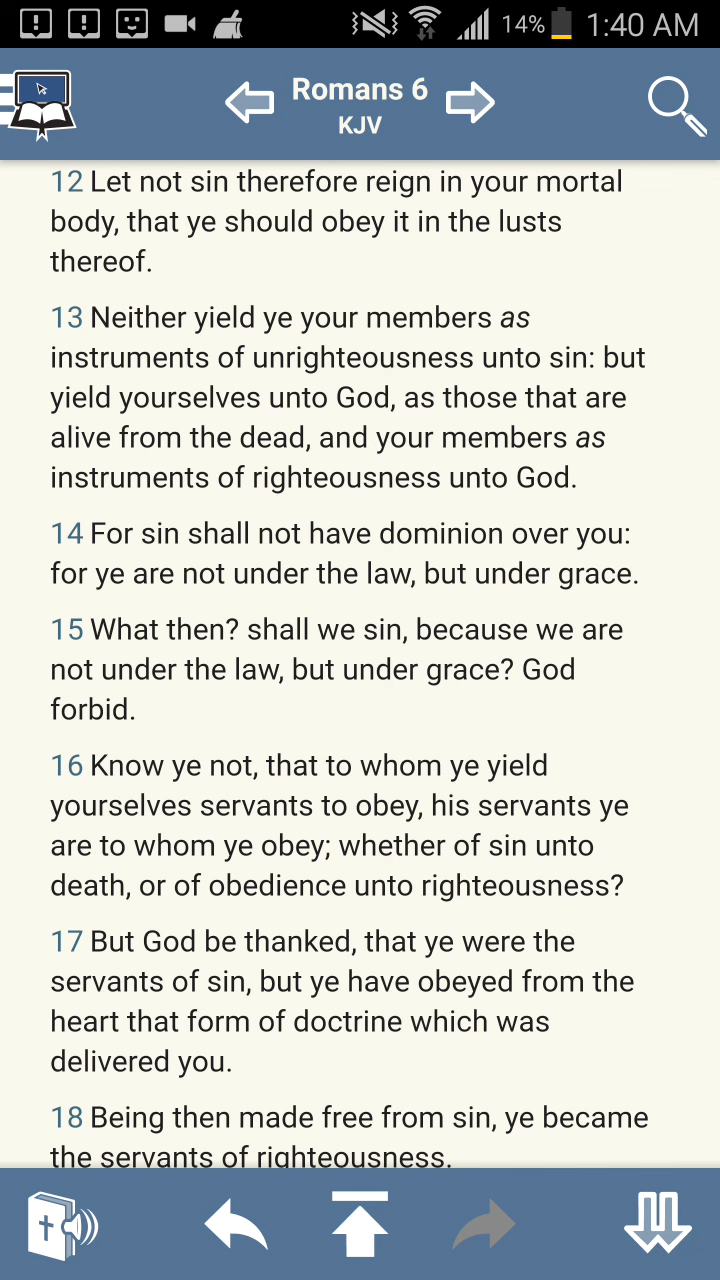 14% 1:40 AM
Romans 6
KJV
12 Let not sin therefore reign in your mortal
body, that ye should obey it in the lusts
thereof.
13 Neither yield ye your members as
instruments of unrighteousness unto sin: but
yield yourselves unto God, as those that are
alive from the dead, and your members as
instruments of righteousness unto God.
14 For sin shall not have dominion over you:
for ye are not under the law, but under grace.
15 What then? shall we sin, because we are
not under the law, but under grace? God
forbid.
16 Know ye not, that to whom ye yield
yourselves servants to obey, his servants ye
are to whom ye obey; whether of sin unto
death, or of obedience unto righteousness?
17 But God be thanked, that ye were the
servants of sin, but ye have obeyed from the
heart that form of doctrine which was
delivered you.
18 Being then made free from sin, ye became
the servants of righteousness.